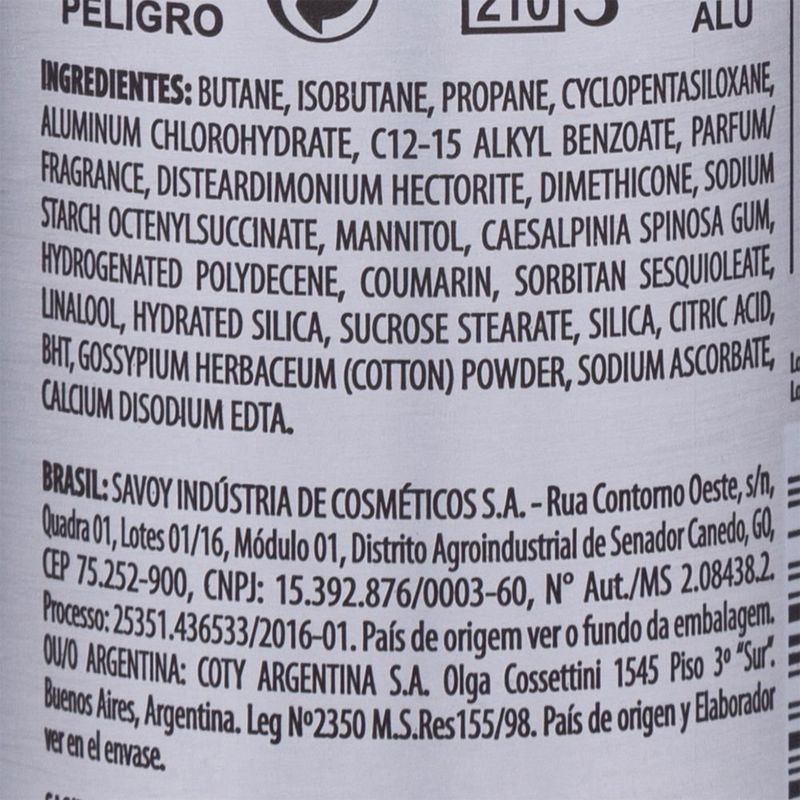 PELIGRO
210
ALU
INGREDIENTES: BUTANE, ISOBUTANE, PROPANE, CYCLOPENTASILOXANE,
ALUMINUM CHLOROHYDRATE, C12-15 ALKYL BENZOATE, PARFUM/
FRAGRANCE, DISTEARDIMONIUM HECTORITE, DIMETHICONE, SODIUM
STARCH OCTENYLSUCCINATE, MANNITOL, CAESALPINIA SPINOSA GUM,
HYDROGENATED POLYDECENE, COUMARIN, SORBITAN SESQUIOLEATE,
LINALOOL, HYDRATED SILICA, SUCROSE STEARATE, SILICA, CITRIC ACID,
BHT, GOSSYPIUM HERBACEUM (COTTON) POWDER, SODIUM ASCORBATE,
CALCIUM DISODIUM EDTA.
BRASIL: SAVOY INDÚSTRIA DE COSMÉTICOS S.A. - Rua Contorno Oeste, s/n,
Quadra 01, Lotes 01/16, Módulo 01, Distrito Agroindustrial de Senador Canedo, GO,
CEP 75.252-900, CNPJ: 15.392.876/0003-60, N° Aut./MS 2.08438.2.
Processo: 25351.436533/2016-01. País de origem ver o fundo da embalagem.
OU/O ARGENTINA: COTY ARGENTINA S.A. Olga Cossettini 1545 Piso 3º "Sur".
Buenos Aires, Argentina. Leg Nº2350 M.S.Res155/98. País de origen y Elaborador
ver en el envase.